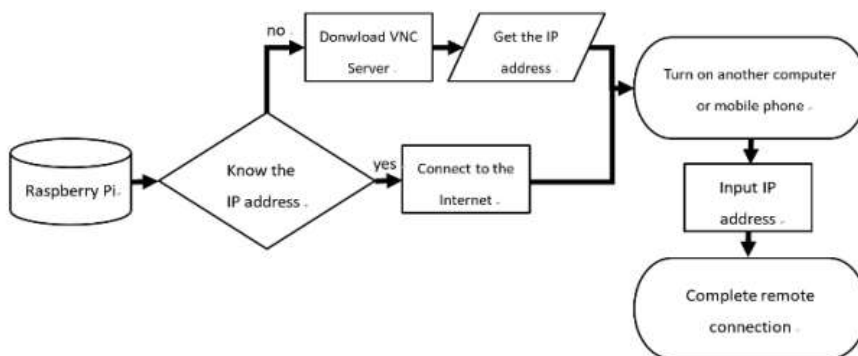 no
Donwload VNC
Server
Get the IP
address
Turn on another computer
or mobile phone
Raspberry Pi
Know the
IP address
yes
Connect to the
Internet
Input IP
address
Complete remote
connection